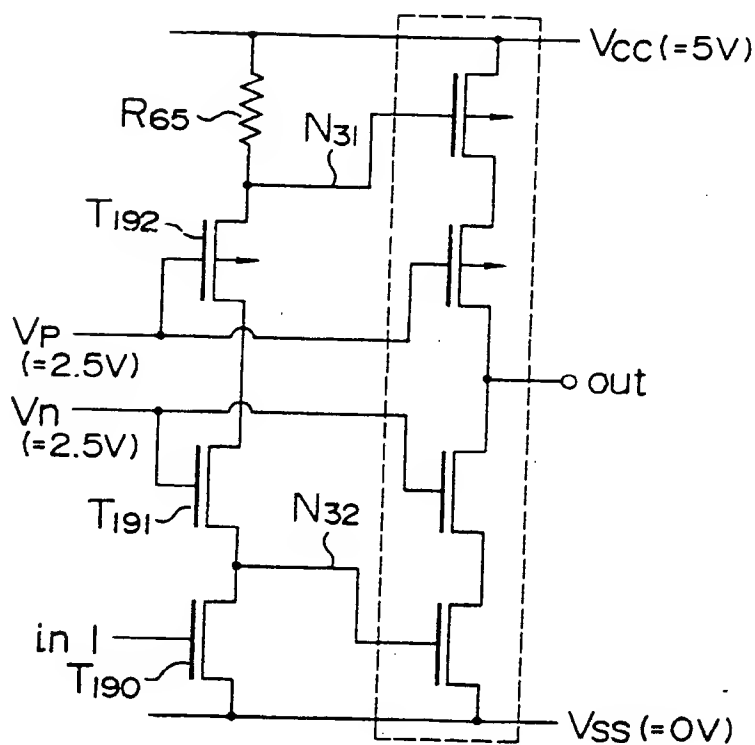 VCC (=5V)
R65
N31
T192
VP
(=2.5V)
out
Vn
(=2.5V)
T191
N32
in 1
T190
VSS (=0V)